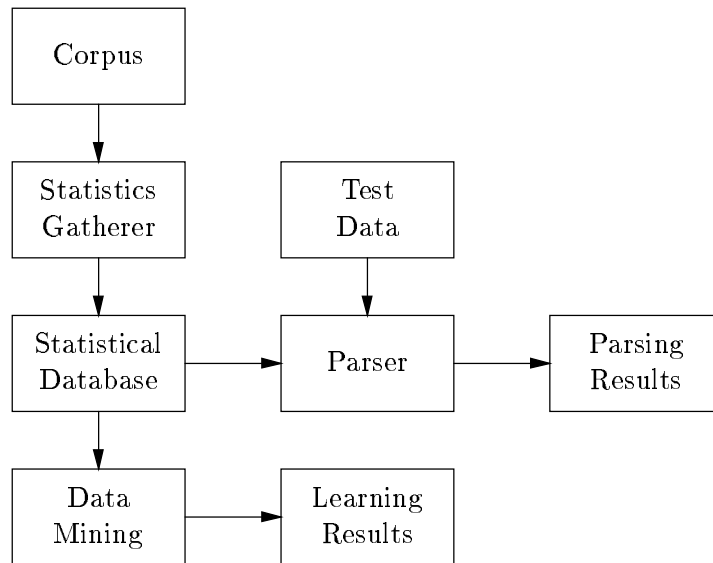 Corpus
Statistics
Gatherer
Test
Data
Statistical
Database
Parser
Parsing
Results
Data
Mining
Learning
Results